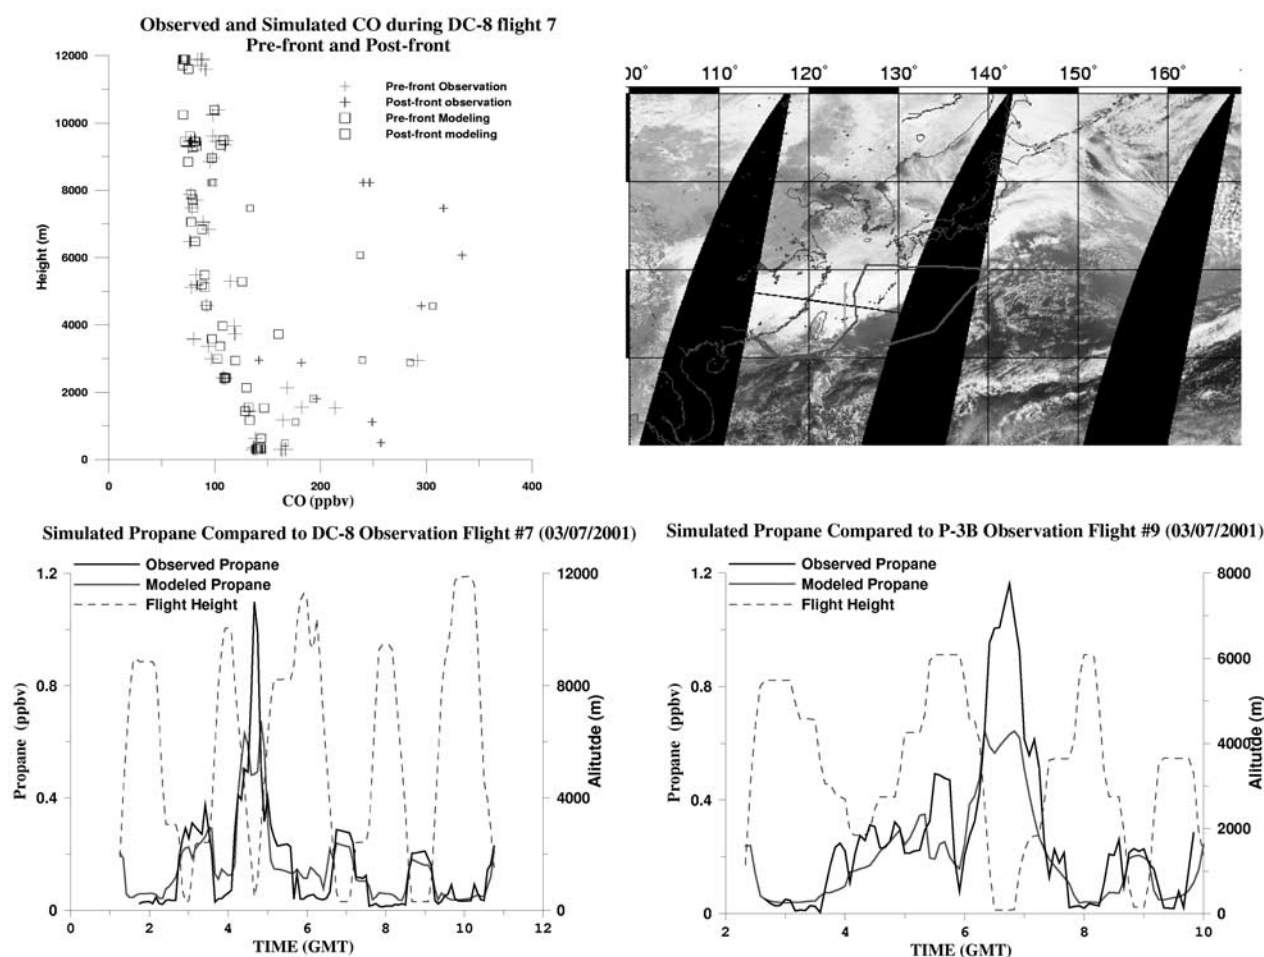 Observed and Simulated CO during DC-8 flight 7
Pre-front and Post-front
12000
10000
8000
6000
4000
2000
0
Height (m)
Pre-front Observation
Post-front observation
Pre-front Modeling
Post-front modeling
0 100 200 300 400
CO (ppbv)
00° 110° 120° 130° 140° 150° 160°
Simulated Propane Compared to DC-8 Observation Flight #7 (03/07/2001)
Observed Propane
Modeled Propane
Flight Height
1.2
0.8
0.4
0
Propane (ppbv)
12000
8000
4000
0
Alitutde (m)
0 2 4 6 8 10 12
TIME (GMT)
Simulated Propane Compared to P-3B Observation Flight #9 (03/07/2001)
Observed Propane
Modeled Propane
Flight Height
1.2
0.8
0.4
0
Propane (ppbv)
8000
6000
4000
2000
0
Alitutde (m)
2 4 6 8 10
TIME (GMT)